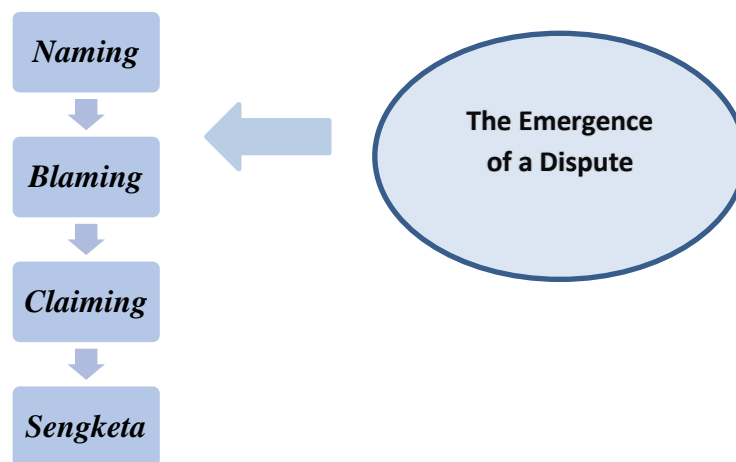 Naming
Blaming
Claiming
Sengketa
The Emergence
of a Dispute